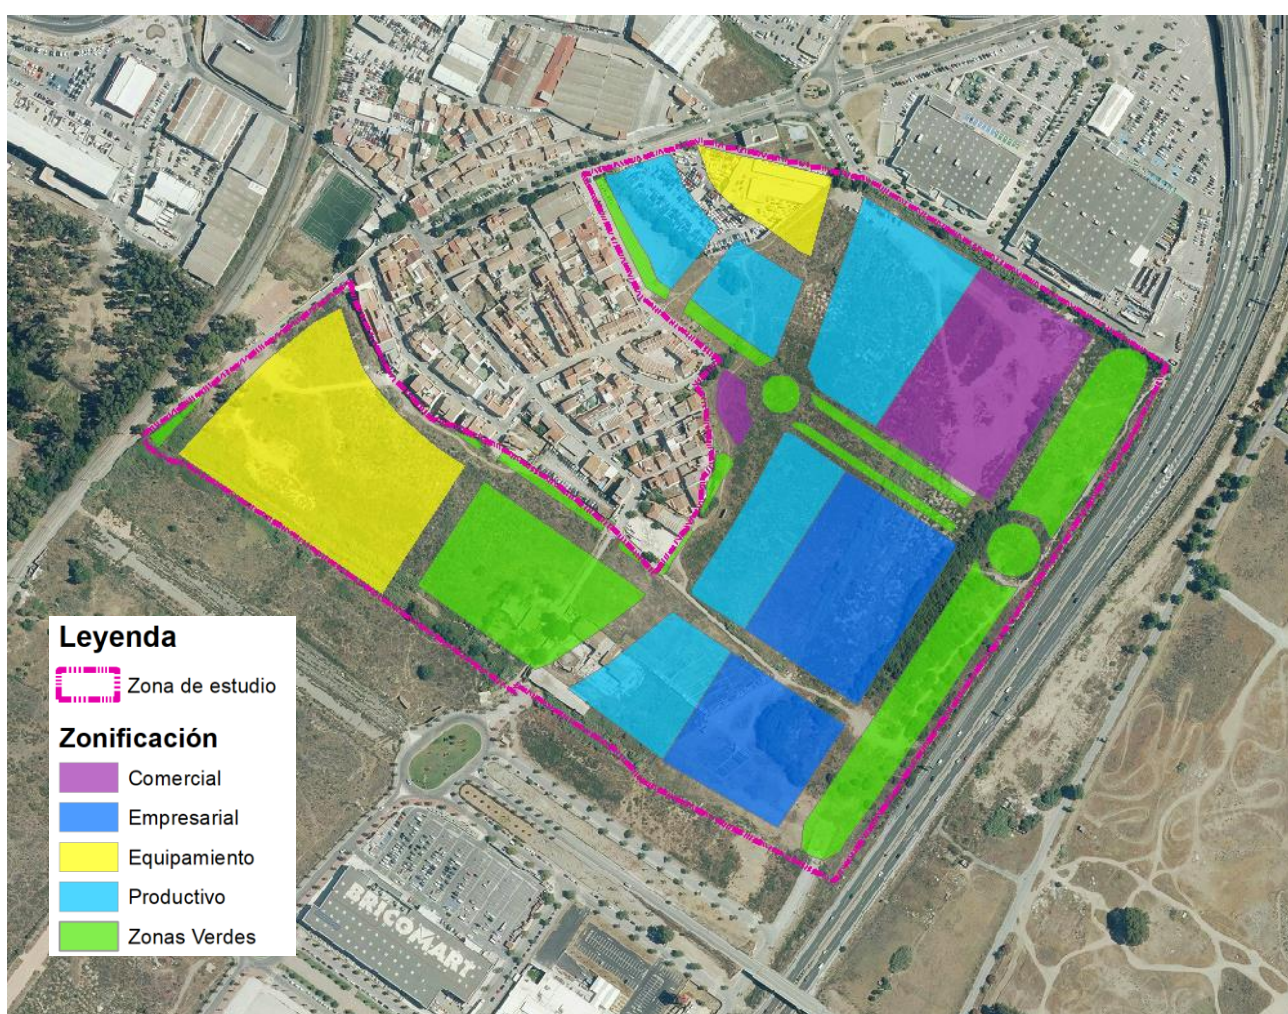 Leyenda
Zona de estudio
Zonificación
Comercial
Empresarial
Equipamiento
Productivo
Zonas Verdes
BRICOMART